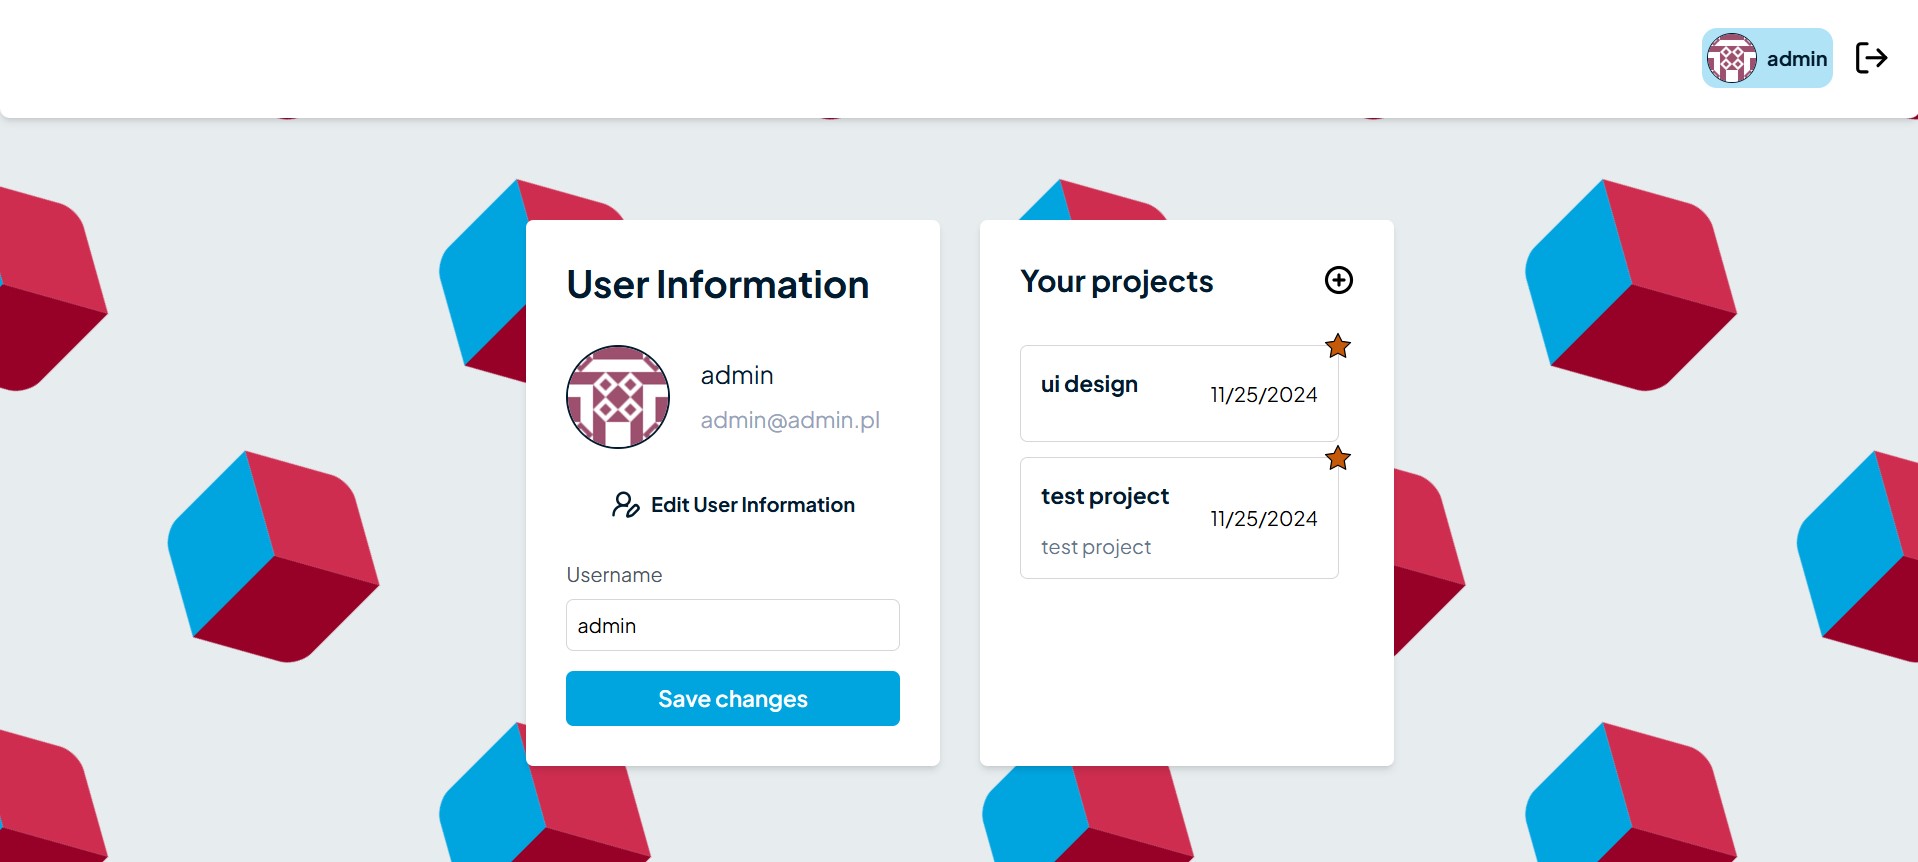 admin
User Information
admin
admin@admin.pl
Edit User Information
Username
admin
Save changes
Your projects
ui design
11/25/2024
test project
11/25/2024
test project